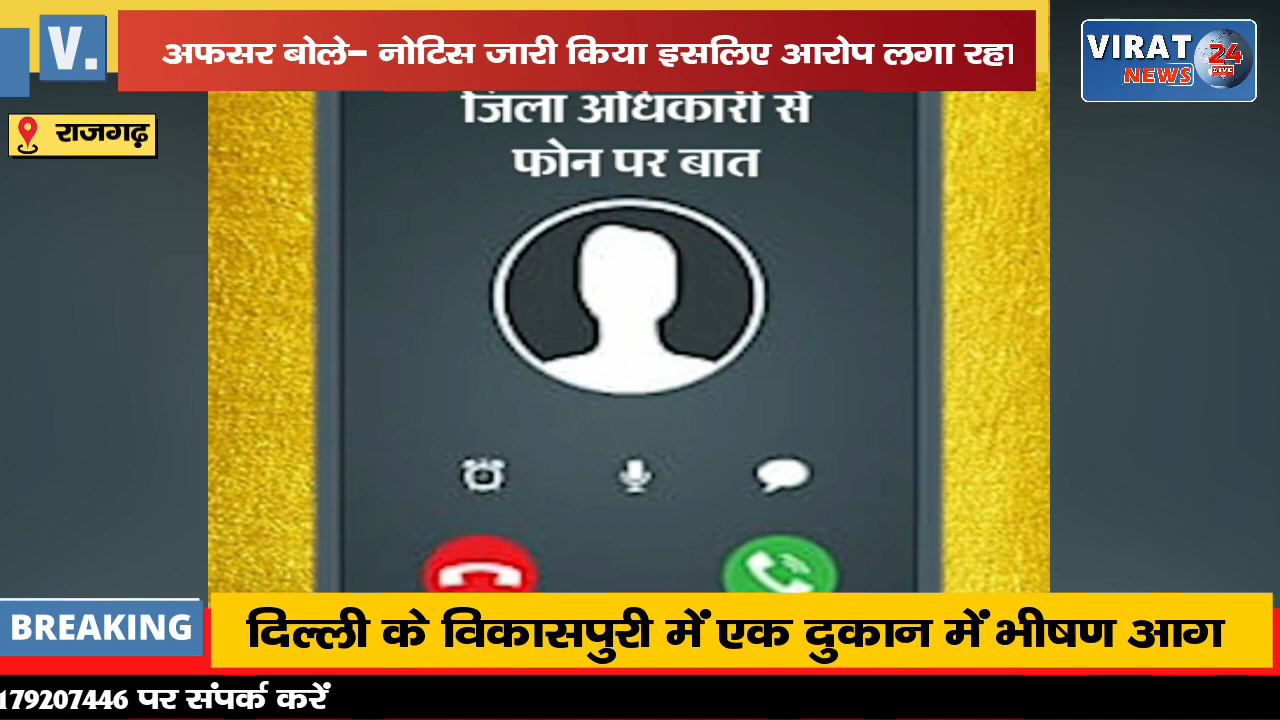 V.
अफसर बोले- नोटिस जारी किया इसलिए आरोप लगा रहा
VIRAT
24
LIVE
NEWS
राजगढ़
जिला अधिकारी से
फोन पर बात
BREAKING
दिल्ली के विकासपुरी में एक दुकान में भीषण आग
179207446 पर संपर्क करें